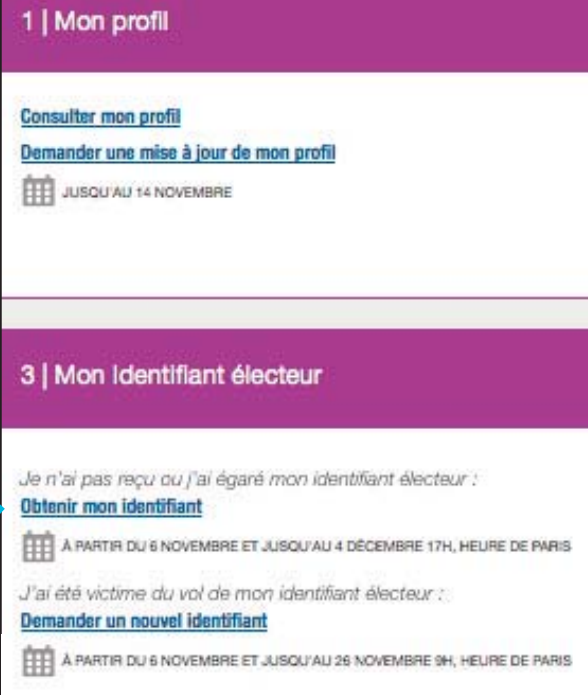 1 | Mon profil
Consulter mon profil
Demander une mise à jour de mon profil
JUSQU'AU 14 NOVEMBRE
3 | Mon identifiant électeur
Je n'ai pas reçu ou j'ai égaré mon identifiant électeur :
Obtenir mon identifiant
À PARTIR DU 6 NOVEMBRE ET JUSQU'AU 4 DÉCEMBRE 17H, HEURE DE PARIS
J'ai été victime du vol de mon identifiant électeur :
Demander un nouvel identifiant
À PARTIR DU 6 NOVEMBRE ET JUSQU'AU 26 NOVEMBRE 9H, HEURE DE PARIS